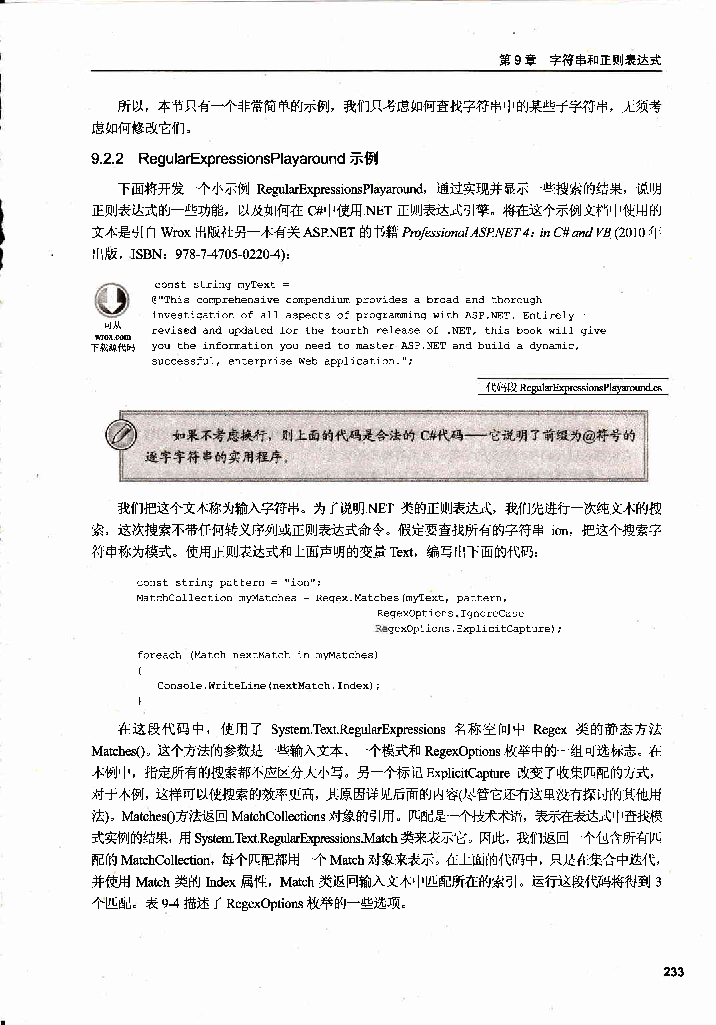 第 9 章　字符串和正则表达式
所以，本节只有一个非常简单的示例，我们只考虑如何查找字符串中的某些子字符串，无须考
虑如何修改它们。
9.2.2　RegularExpressionsPlayaround 示例
下面将开发一个小示例 RegularExpressionsPlayaround，通过实现并显示一些搜索的结果，说明
正则表达式的一些功能，以及如何在 C#中使用.NET 正则表达式引擎。将在这个示例文档中使用的
文本是引自 Wrox 出版社另一本有关 ASP.NET 的书籍 Professional ASP.NET 4：in C# and VB (2010 年
出版，ISBN：978-7-4705-0220-4)：
const string myText =
@"This comprehensive compendium provides a broad and thorough
investigation of all aspects of programming with ASP.NET. Entirely
revised and updated for the fourth release of .NET, this book will give
you the information you need to master ASP.NET and build a dynamic,
successful, enterprise Web application.";
可从
wrox.com
下载源代码
代码段 RegularExpressionsPlayaround.cs
如果不考虑换行，则上面的代码是合法的 C#代码——它说明了前缀为@符号的
逐字字符串的实用程序。
我们把这个文本称为输入字符串。为了说明.NET 类的正则表达式，我们先进行一次纯文本的搜
索，这次搜索不带任何转义序列或正则表达式命令。假定要查找所有的字符串 ion，把这个搜索字
符串称为模式。使用正则表达式和上面声明的变量 Text，编写出下面的代码：
const string pattern = "ion";
MatchCollection myMatches = Regex.Matches(myText, pattern,
RegexOptions.IgnoreCase
RegexOptions.ExplicitCapture);
foreach (Match nextMatch in myMatches)
{
Console.WriteLine(nextMatch.Index);
}
在这段代码中，使用了 System.Text.RegularExpressions 名称空间中 Regex 类的静态方法
Matches()。这个方法的参数是一些输入文本、一个模式和 RegexOptions 枚举中的一组可选标志。在
本例中，指定所有的搜索都不应区分大小写。另一个标记 ExplicitCapture 改变了收集匹配的方式，
对于本例，这样可以使搜索的效率更高，其原因详见后面的内容(尽管它还有这里没有探讨的其他用
法)。Matches()方法返回 MatchCollections 对象的引用。匹配是一个技术术语，表示在表达式中查找模
式实例的结果，用 System.Text.RegularExpressions.Match 类来表示它。因此，我们返回一个包含所有匹
配的 MatchCollection，每个匹配都用一个 Match 对象来表示。在上面的代码中，只是在集合中迭代，
并使用 Match 类的 Index 属性，Match 类返回输入文本中匹配所在的索引。运行这段代码将得到 3
个匹配。表 9-4 描述了 RegexOptions 枚举的一些选项。
233